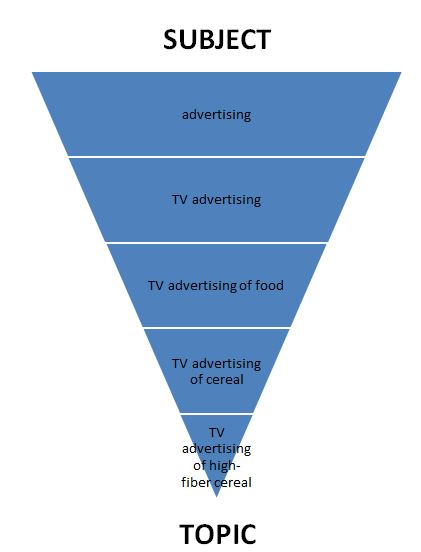 SUBJECT
advertising
TV advertising
TV advertising of food
TV advertising
of cereal
TV
advertising
of high-
fiber cereal
TOPIC